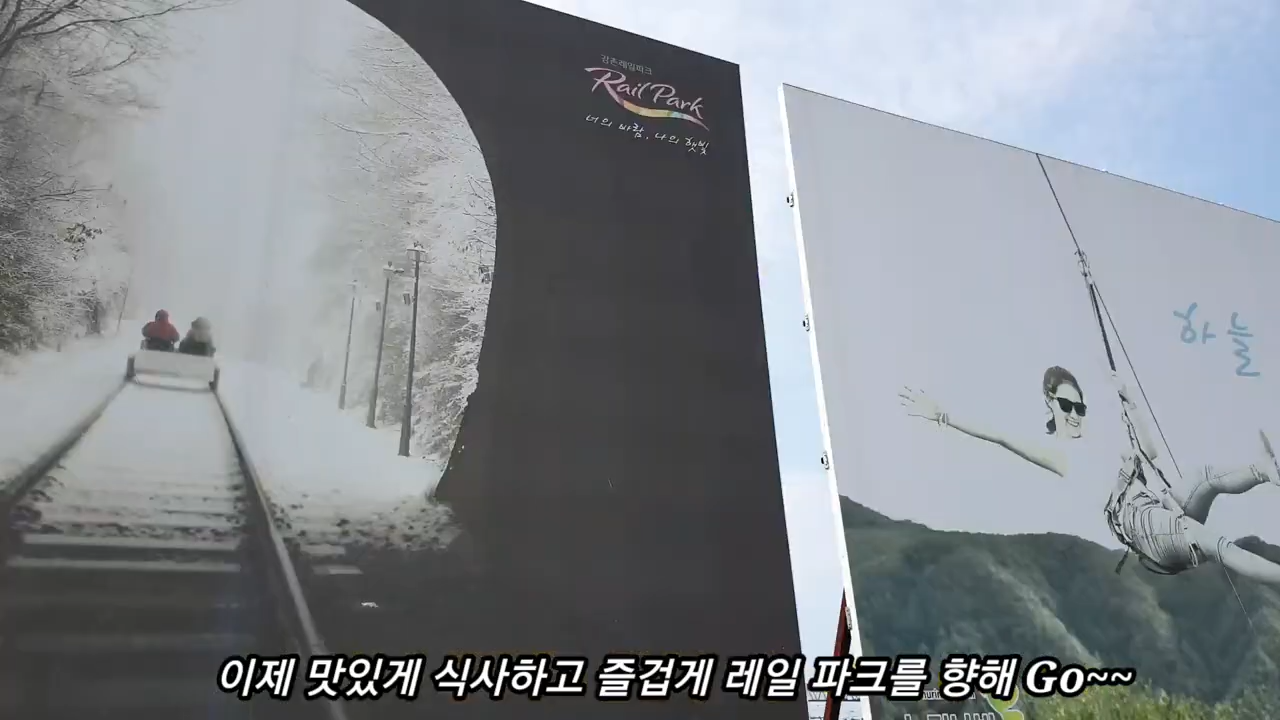 강촌레일파크
Rail Park
너의 바람, 나의 햇빛
하늘
이제 맛있게 식사하고 즐겁게 레일 파크를 향해 Go~~